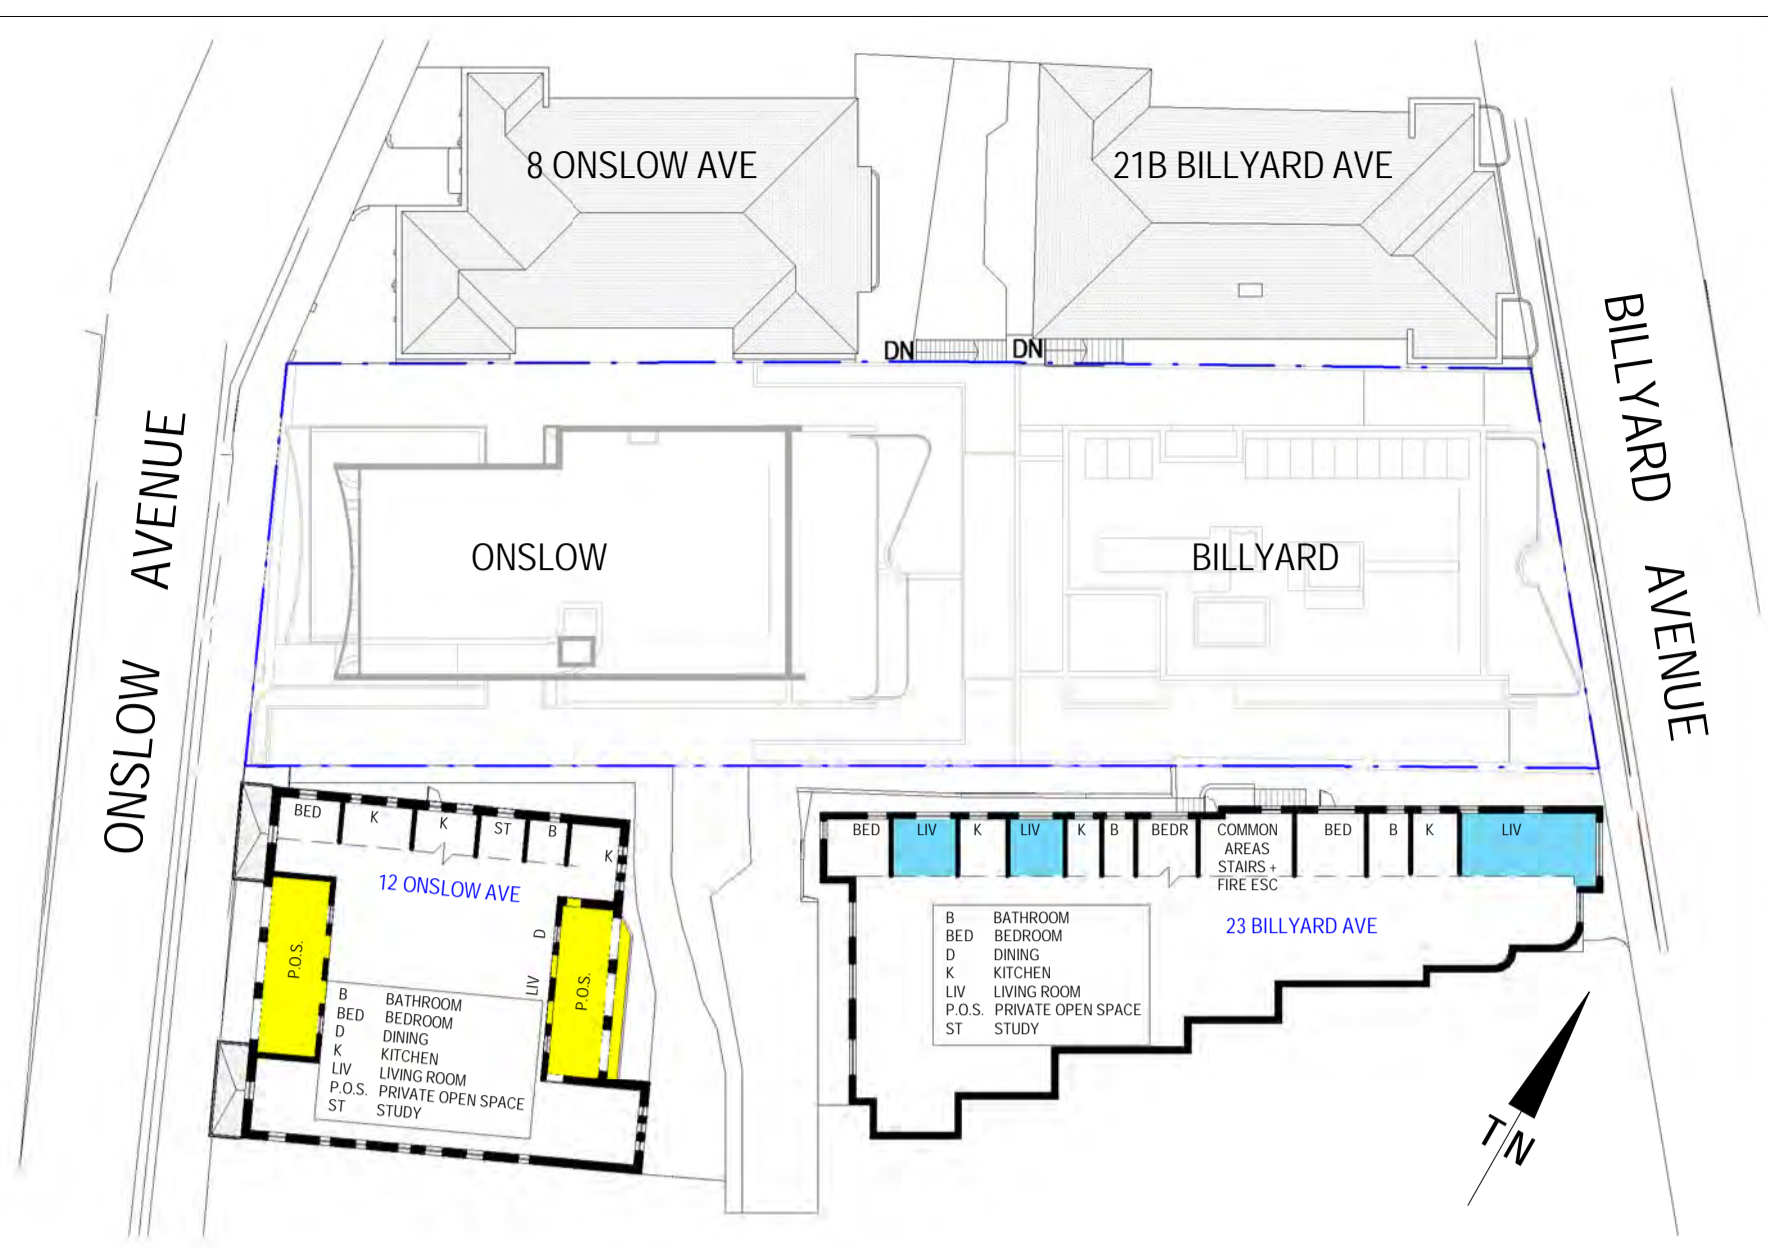 8 ONSLOW AVE
21B BILLYARD AVE
DN
DN
BILLYARD AVENUE
ONSLOW AVENUE
ONSLOW
BILLYARD
BED
K
K
ST
B
K
12 ONSLOW AVE
P.O.S.
D
LIV
P.O.S.
B BATHROOM
BED BEDROOM
D DINING
K KITCHEN
LIV LIVING ROOM
P.O.S. PRIVATE OPEN SPACE
ST STUDY
BED
LIV
K
LIV
K
B
BEDR
COMMON
AREAS
STAIRS +
FIRE ESC
BED
B
K
LIV
23 BILLYARD AVE
B BATHROOM
BED BEDROOM
D DINING
K KITCHEN
LIV LIVING ROOM
P.O.S. PRIVATE OPEN SPACE
ST STUDY
TN